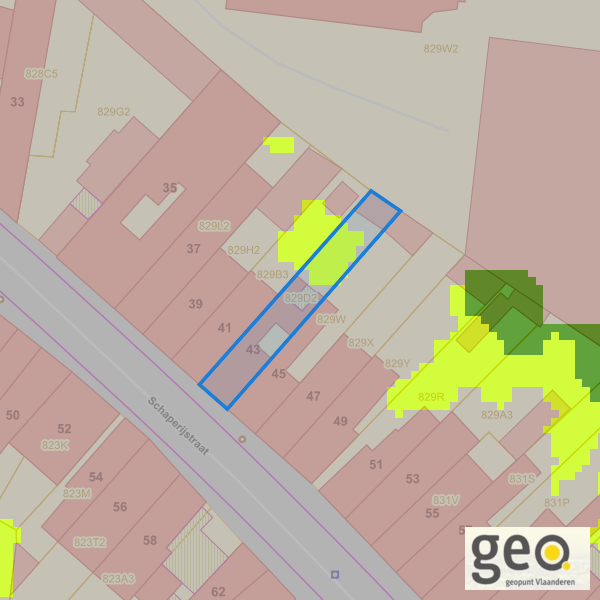 829W2
828C5
33
829G2
35
829L2
37
829H2
829B3
829D2
39
829W
41
829X
43
829Y
45
47
829R
49
829A3
Schaperijstraat
50
52
823K
51
53
831S
54
823M
831V
831P
56
55
58
823T2
823A3
62
geo
geopunt Vlaanderen